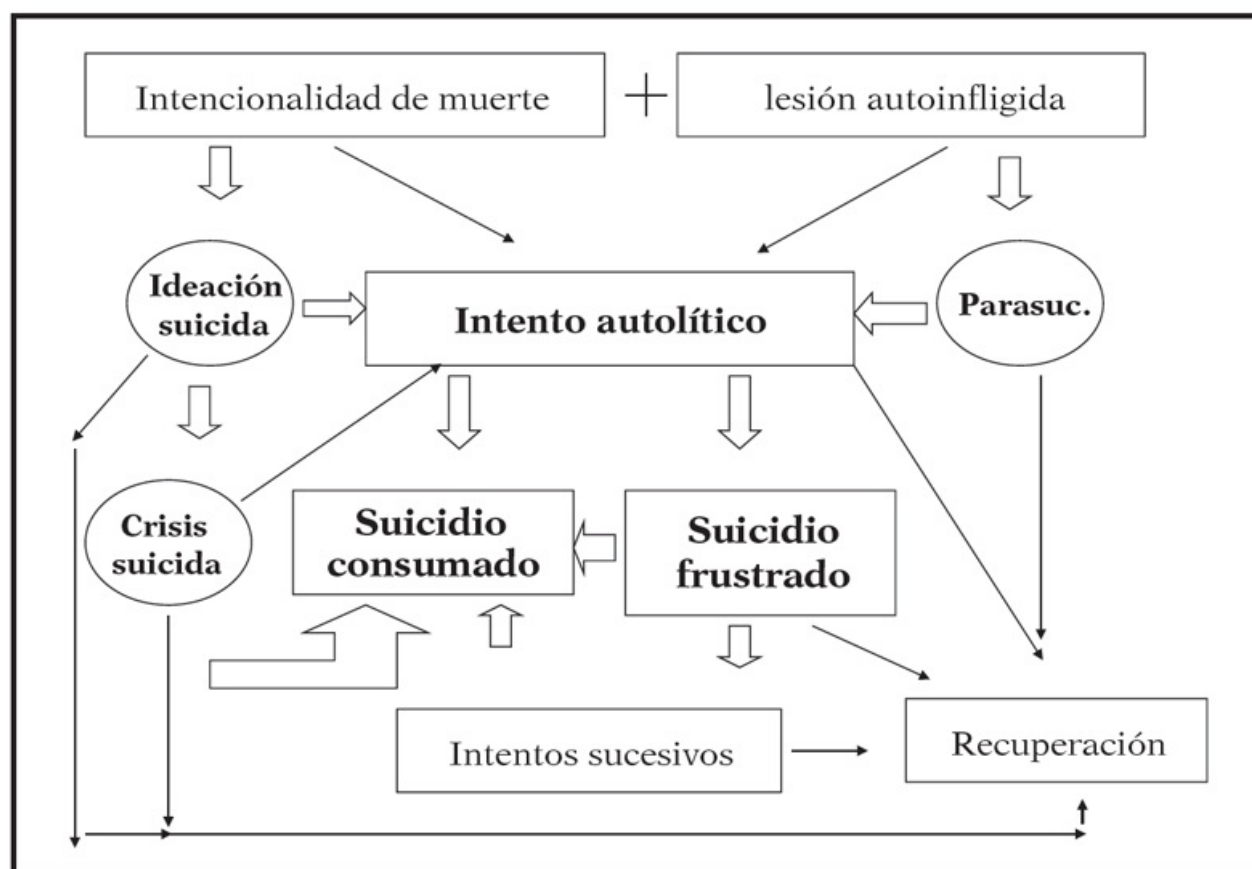 Intencionalidad de muerte
+
lesión autoinfligida
Ideación
suicida
Intento autolítico
Parasuc.
Crisis
suicida
Suicidio
consumado
Suicidio
frustrado
Intentos sucesivos
Recuperación